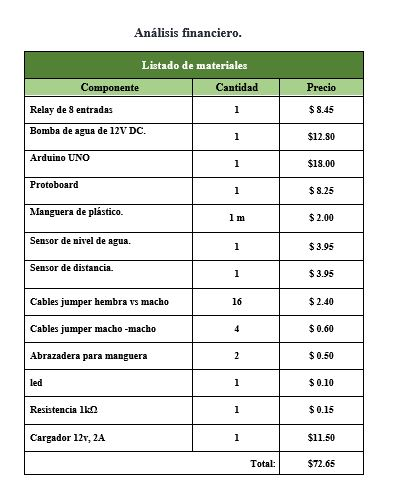 Análisis financiero.
Listado de materiales
Componente Cantidad Precio
Relay de 8 entradas 1 $ 8.45
Bomba de agua de 12V DC. 1 $12.80
Arduino UNO 1 $18.00
Protoboard 1 $ 8.25
Manguera de plástico. 1 m $ 2.00
Sensor de nivel de agua. 1 $ 3.95
Sensor de distancia. 1 $ 3.95
Cables jumper hembra vs macho 16 $ 2.40
Cables jumper macho -macho 4 $ 0.60
Abrazadera para manguera 2 $ 0.50
led 1 $ 0.10
Resistencia 1kΩ 1 $ 0.15
Cargador 12v, 2A 1 $11.50
Total: $72.65